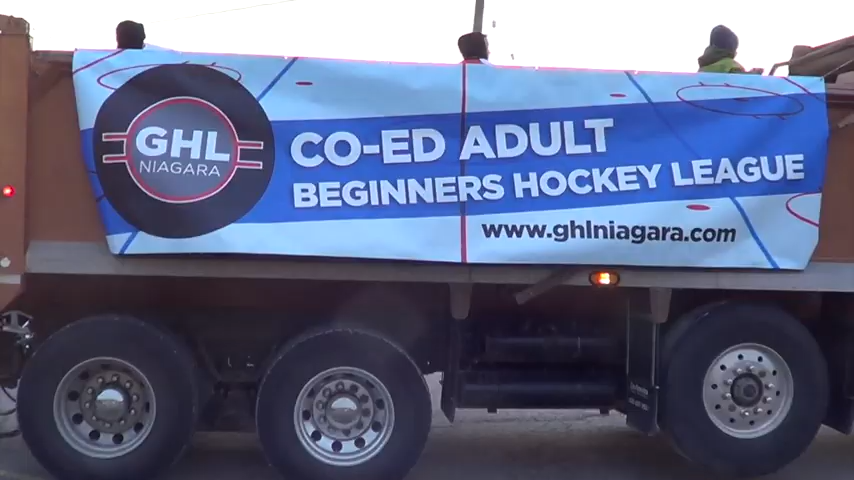 GHL
NIAGARA
CO-ED ADULT
BEGINNERS HOCKEY LEAGUE
www.ghlniagara.com